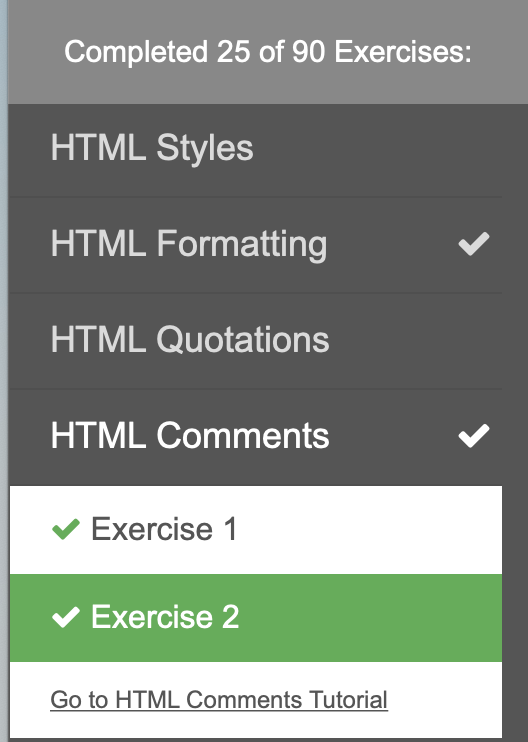 Completed 25 of 90 Exercises:
HTML Styles
HTML Formatting
HTML Quotations
HTML Comments
Exercise 1
Exercise 2
Go to HTML Comments Tutorial